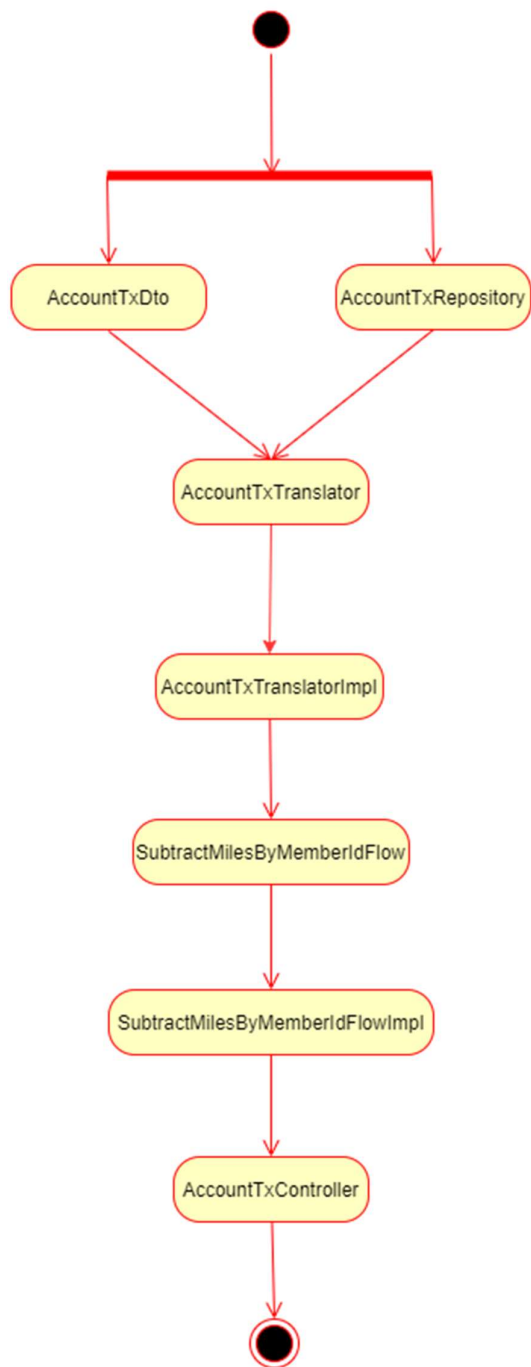 AccountTxDto
AccountTxRepository
AccountTxTranslator
AccountTxTranslatorImpl
SubtractMilesByMemberIdFlow
SubtractMilesByMemberIdFlowImpl
AccountTxController